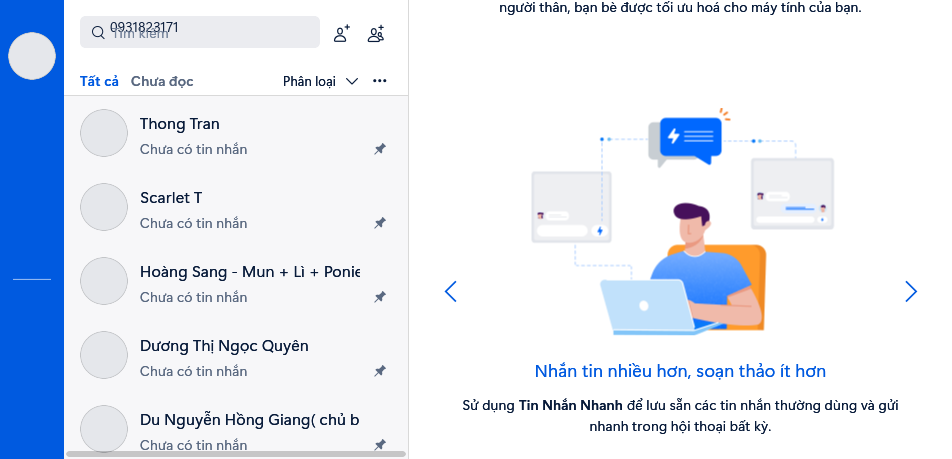 0931823171
Tìm kiếm
Tất cả Chưa đọc Phân loại
Thong Tran
Chưa có tin nhắn
Scarlet T
Chưa có tin nhắn
Hoàng Sang - Mun + Lì + Ponie
Chưa có tin nhắn
Dương Thị Ngọc Quyên
Chưa có tin nhắn
Du Nguyễn Hồng Giang( chủ b
Chưa có tin nhắn
người thân, bạn bè được tối ưu hoá cho máy tính của bạn.
Nhắn tin nhiều hơn, soạn thảo ít hơn
Sử dụng Tin Nhắn Nhanh để lưu sẵn các tin nhắn thường dùng và gửi
nhanh trong hội thoại bất kỳ.